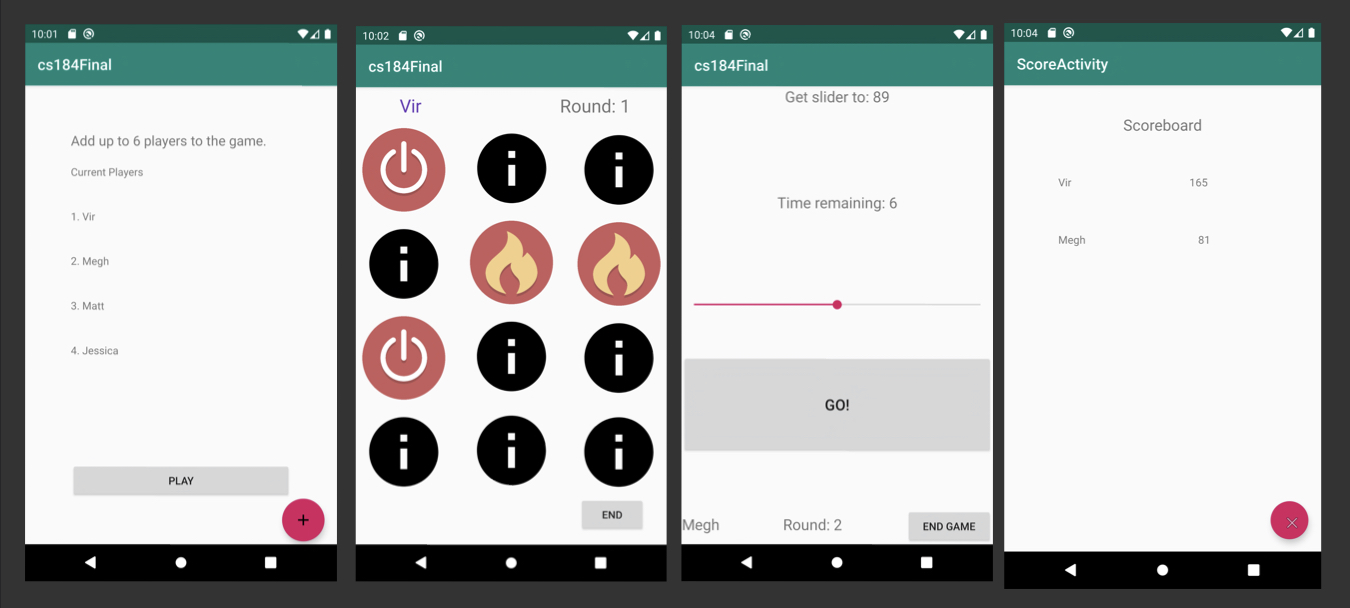 10:01
cs184Final
Add up to 6 players to the game.
Current Players
1. Vir
2. Megh
3. Matt
4. Jessica
PLAY
+
10:02
cs184Final
Vir Round: 1
i i
i
i i
i i i
END
10:04
cs184Final
Get slider to: 89
Time remaining: 6
GO!
Megh Round: 2 END GAME
10:04
ScoreActivity
Scoreboard
Vir 165
Megh 81